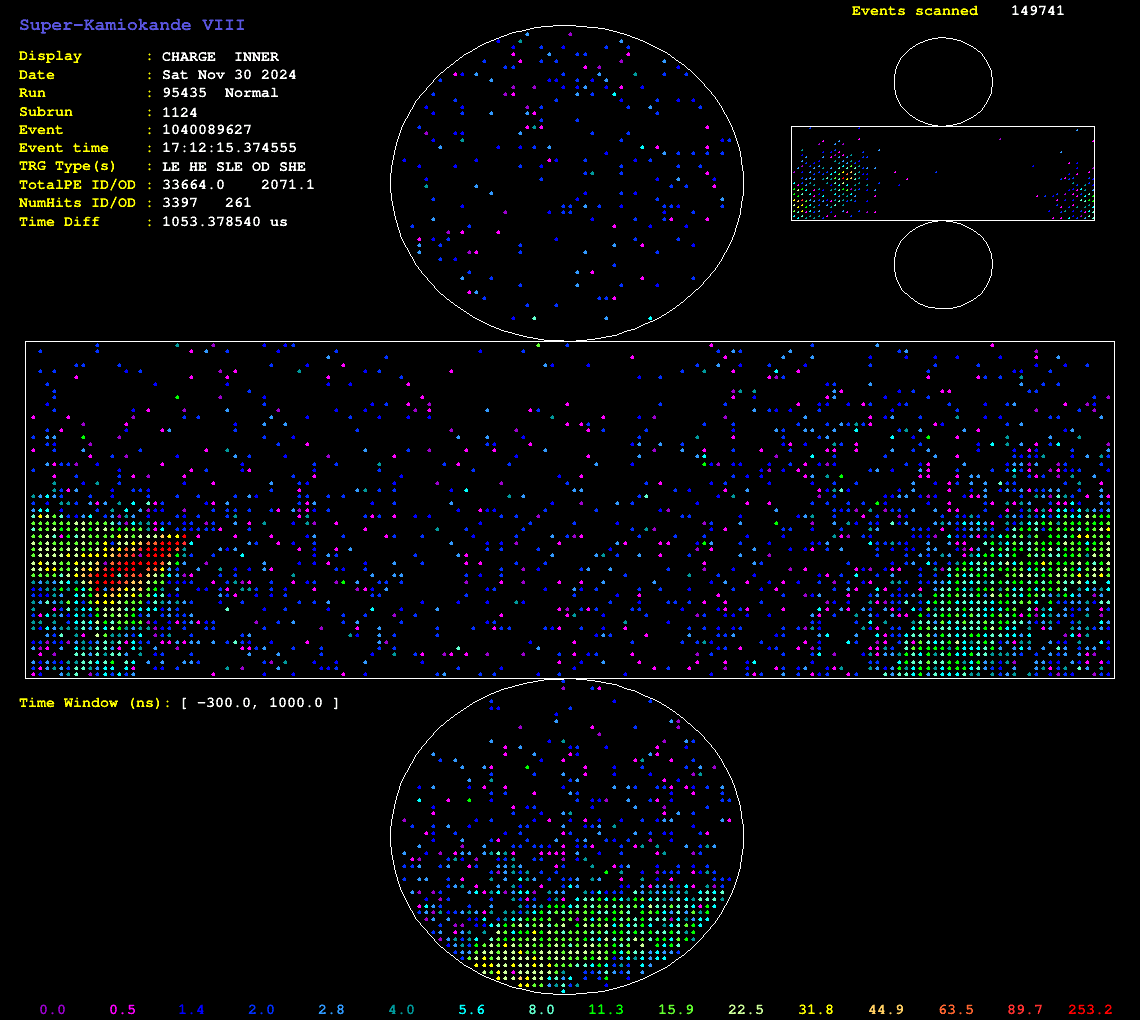 Super-Kamiokande VIII
Events scanned 149741
Display : CHARGE INNER
Date : Sat Nov 30 2024
Run : 95435 Normal
Subrun : 1124
Event : 1040089627
Event time : 17:12:15.374555
TRG Type(s) : LE HE SLE OD SHE
TotalPE ID/OD : 33664.0 2071.1
NumHits ID/OD : 3397 261
Time Diff : 1053.378540 us
Time Window (ns): [ -300.0, 1000.0 ]
0.0 0.5 1.4 2.0 2.8 4.0 5.6 8.0 11.3 15.9 22.5 31.8 44.9 63.5 89.7 253.2